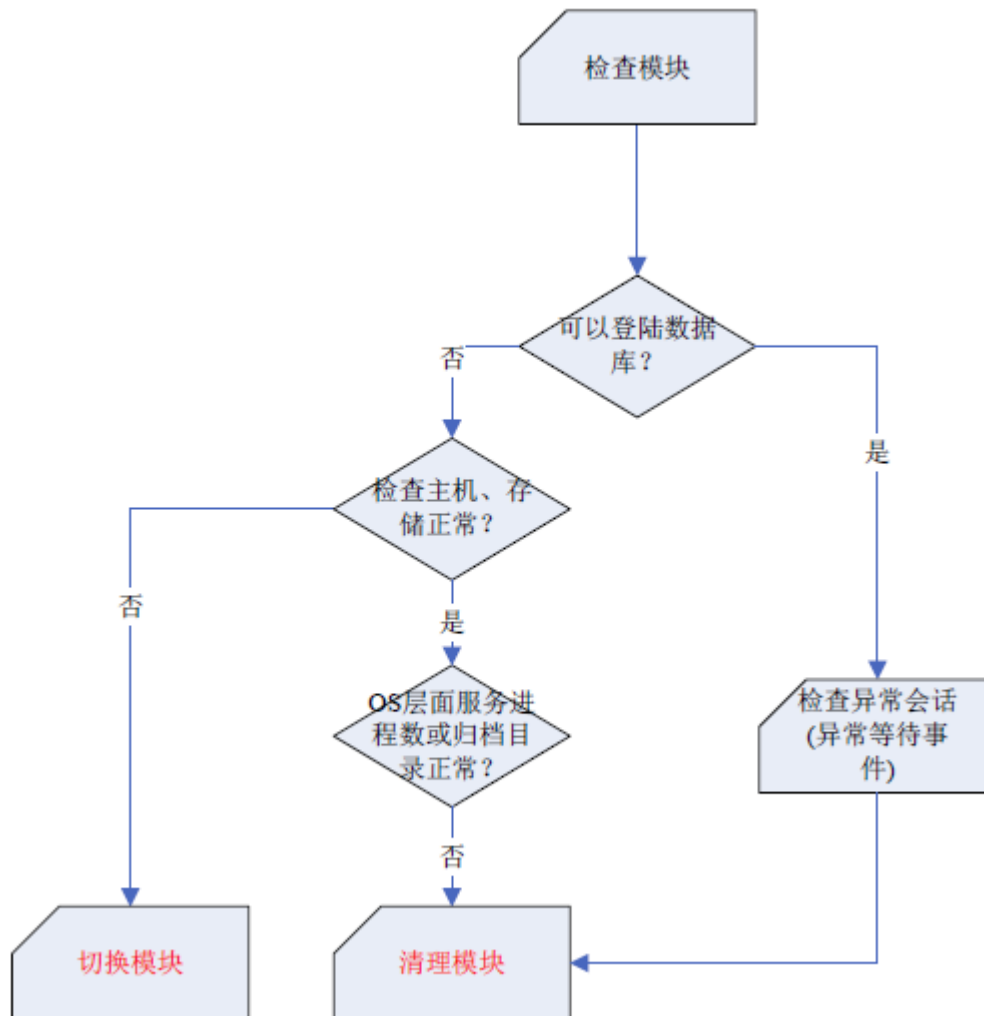 检查模块
可以登陆数据
库？
否
是
检查主机、存
储正常？
否
是
OS层面服务进
程数或归档目
录正常？
检查异常会话
(异常等待事
件)
否
切换模块
清理模块